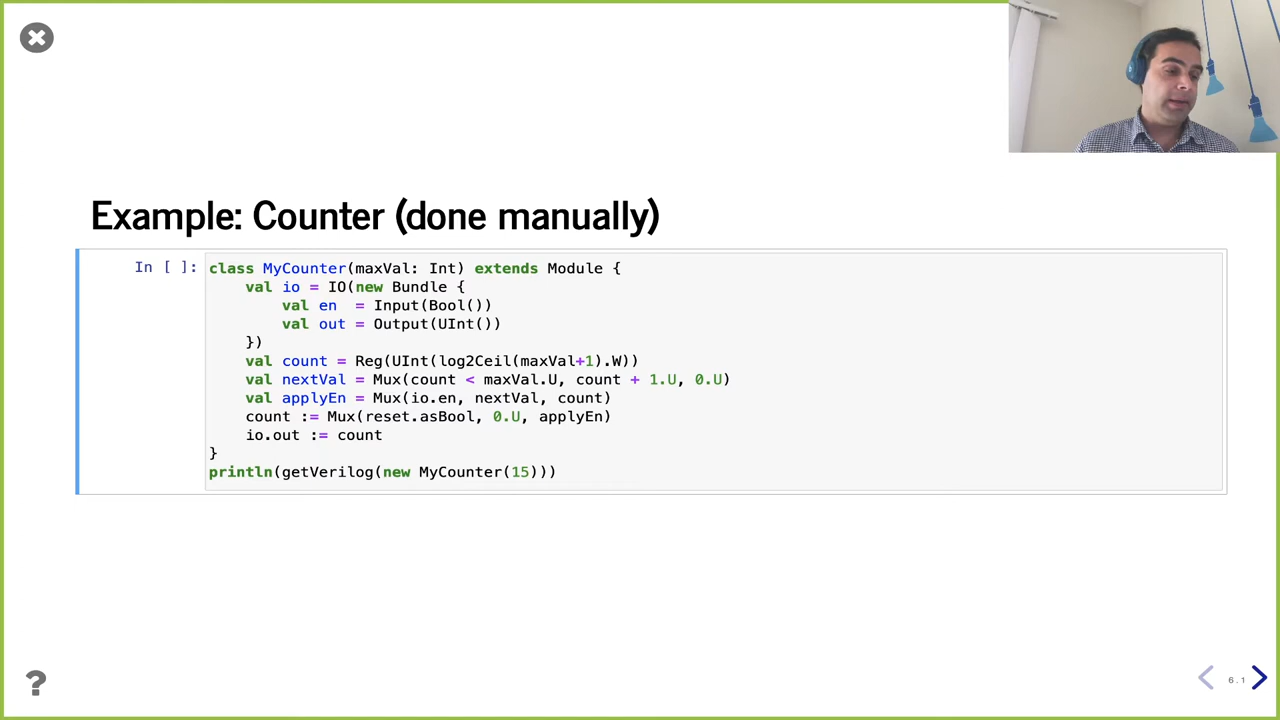 Example: Counter (done manually)
In [ ]:
class MyCounter(maxVal: Int) extends Module {
    val io = IO(new Bundle {
        val en  = Input(Bool())
        val out = Output(UInt())
    })
    val count = Reg(UInt(log2Ceil(maxVal+1).W))
    val nextVal = Mux(count < maxVal.U, count + 1.U, 0.U)
    val applyEn = Mux(io.en, nextVal, count)
    count := Mux(reset.asBool, 0.U, applyEn)
    io.out := count
}
println(getVerilog(new MyCounter(15)))
?
6.1